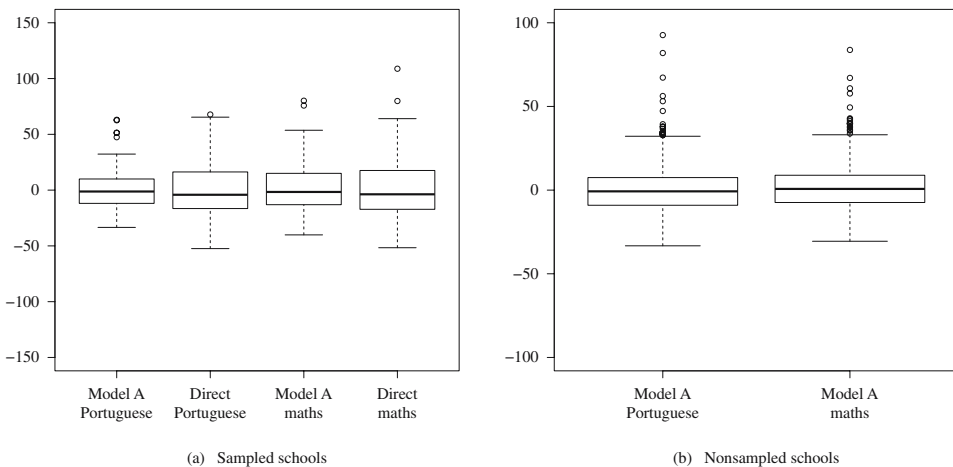 150
100
50
0
−50
−100
−150
Model A
Portuguese
Direct
Portuguese
Model A
maths
Direct
maths
(a) Sampled schools
100
50
0
−50
−100
Model A
Portuguese
Model A
maths
(b) Nonsampled schools